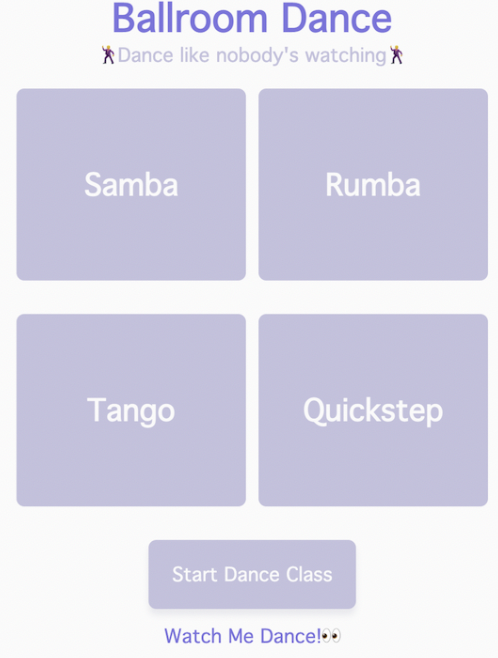 Ballroom Dance
🕺Dance like nobody's watching🕺
Samba
Rumba
Tango
Quickstep
Start Dance Class
Watch Me Dance!👀